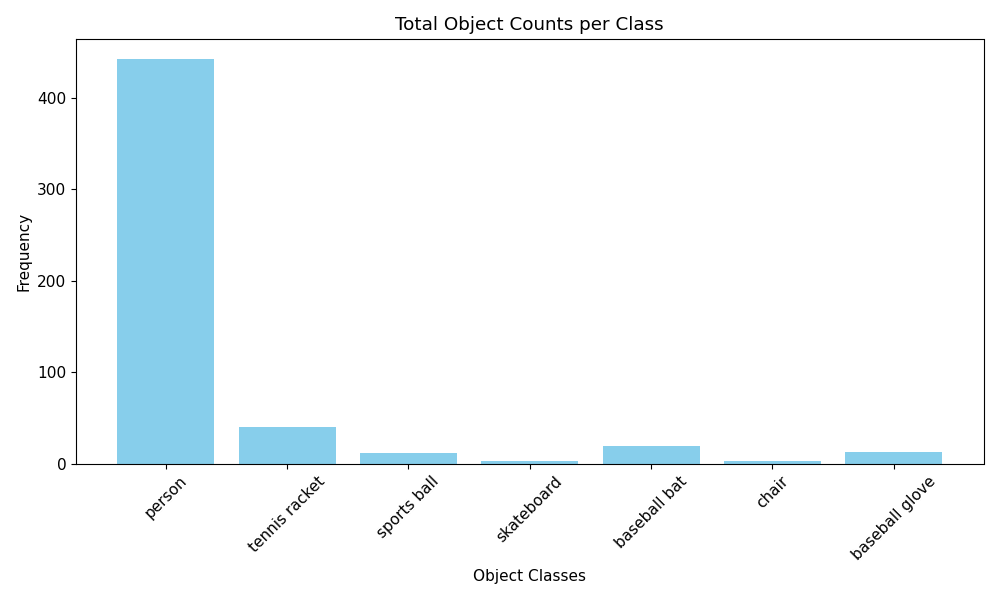 Total Object Counts per Class
Frequency
400
300
200
100
0
person
tennis racket
sports ball
skateboard
baseball bat
chair
baseball glove
Object Classes